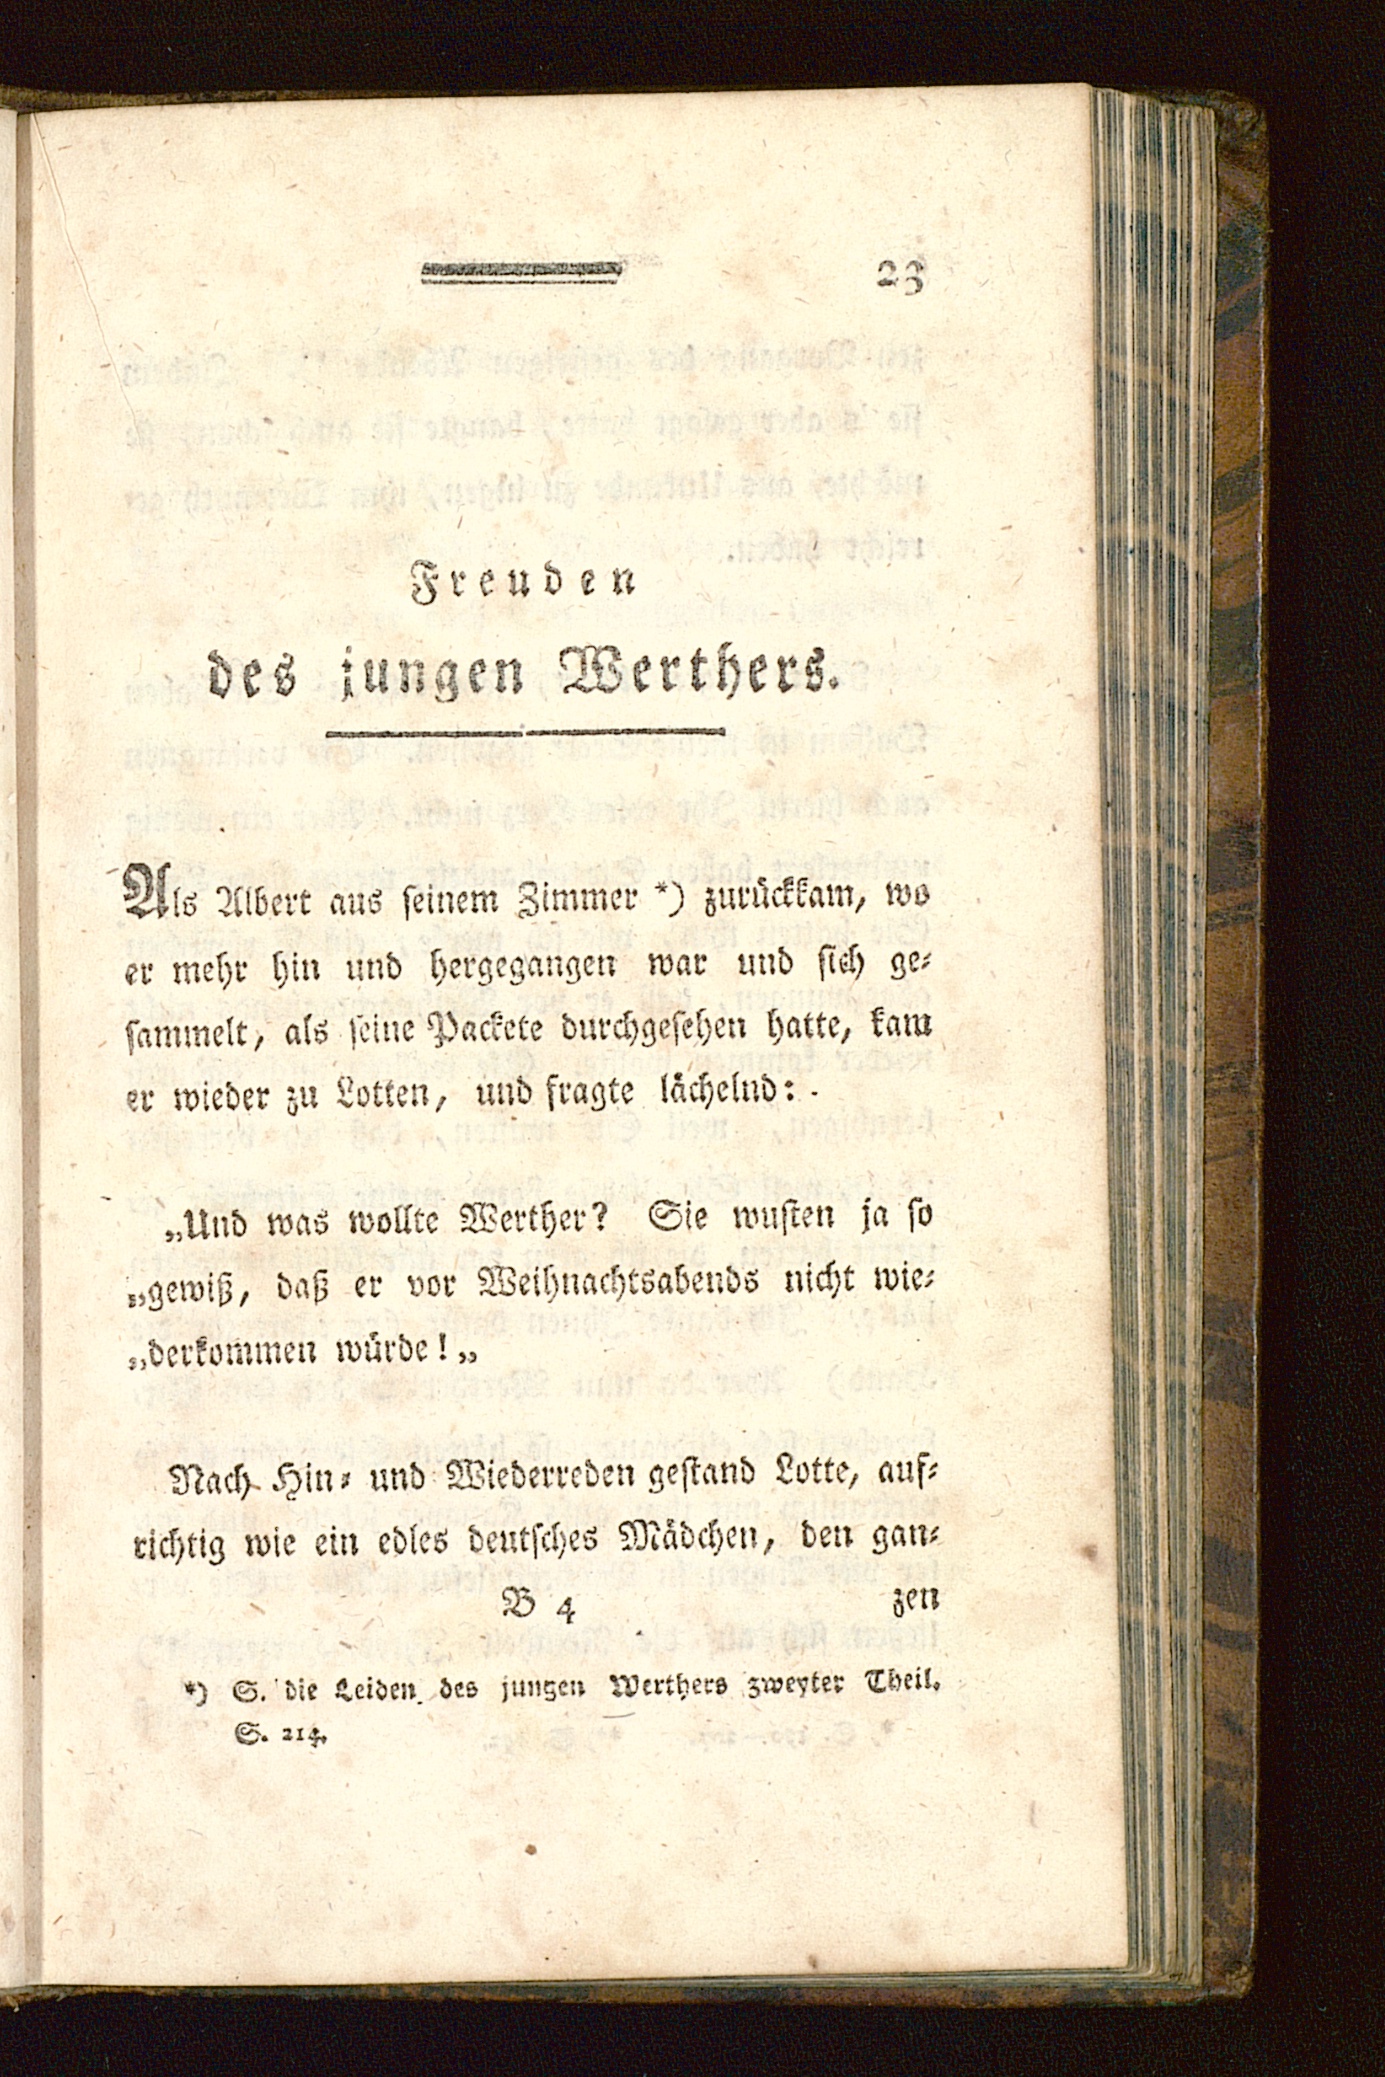 23
Freuden
des jungen Werthers.
Als Albert aus seinem Zimmer *) zurückkam, wo
er mehr hin und hergegangen war und sich ge-
sammelt, als seine Packete durchgesehen hatte, kam
er wieder zu Lotten, und fragte lächelnd:
„Und was wollte Werther? Sie wusten ja so
„gewiß, daß er vor Weihnachtsabends nicht wie-
„derkommen würde!„
Nach Hin- und Wiederreden gestand Lotte, auf-
richtig wie ein edles deutsches Mädchen, den gan-
B 4 zen
*) S. die Leiden des jungen Werthers zweyter Theil.
S. 214.